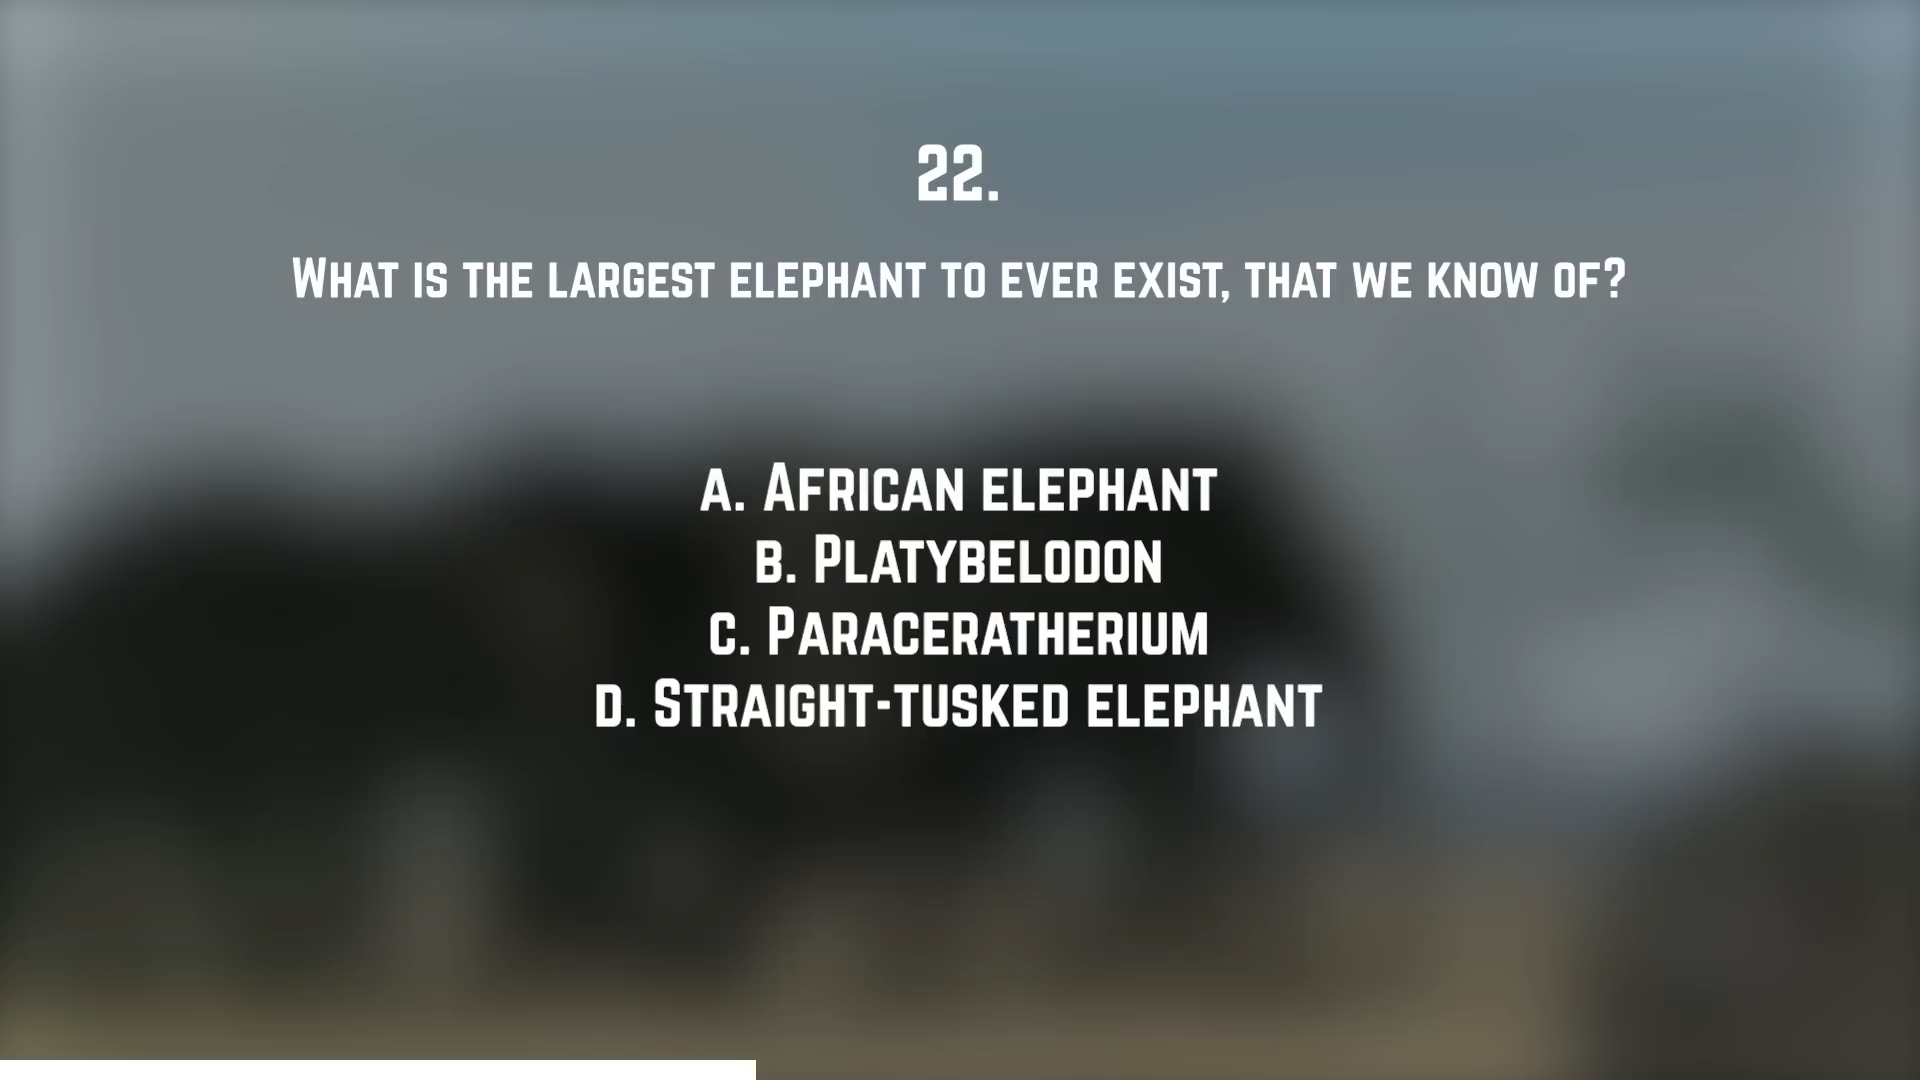 22.
What is the largest elephant to ever exist, that we know of?
a. African elephant
b. Platybelodon
c. Paraceratherium
d. Straight-tusked elephant